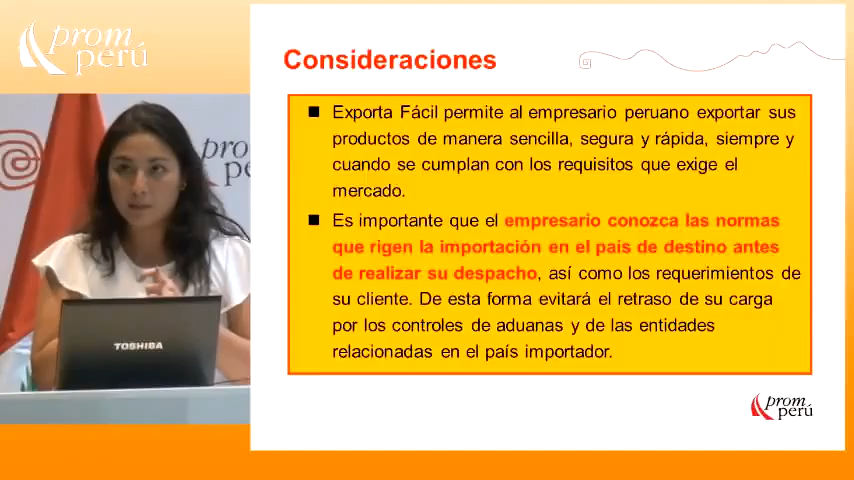 prom
perú
Consideraciones
Exporta Fácil permite al empresario peruano exportar sus
productos de manera sencilla, segura y rápida, siempre y
cuando se cumplan con los requisitos que exige el
mercado.
Es importante que el empresario conozca las normas
que rigen la importación en el país de destino antes
de realizar su despacho, así como los requerimientos de
su cliente. De esta forma evitará el retraso de su carga
por los controles de aduanas y de las entidades
relacionadas en el país importador.
prom
pe
TOSHIBA
prom
perú